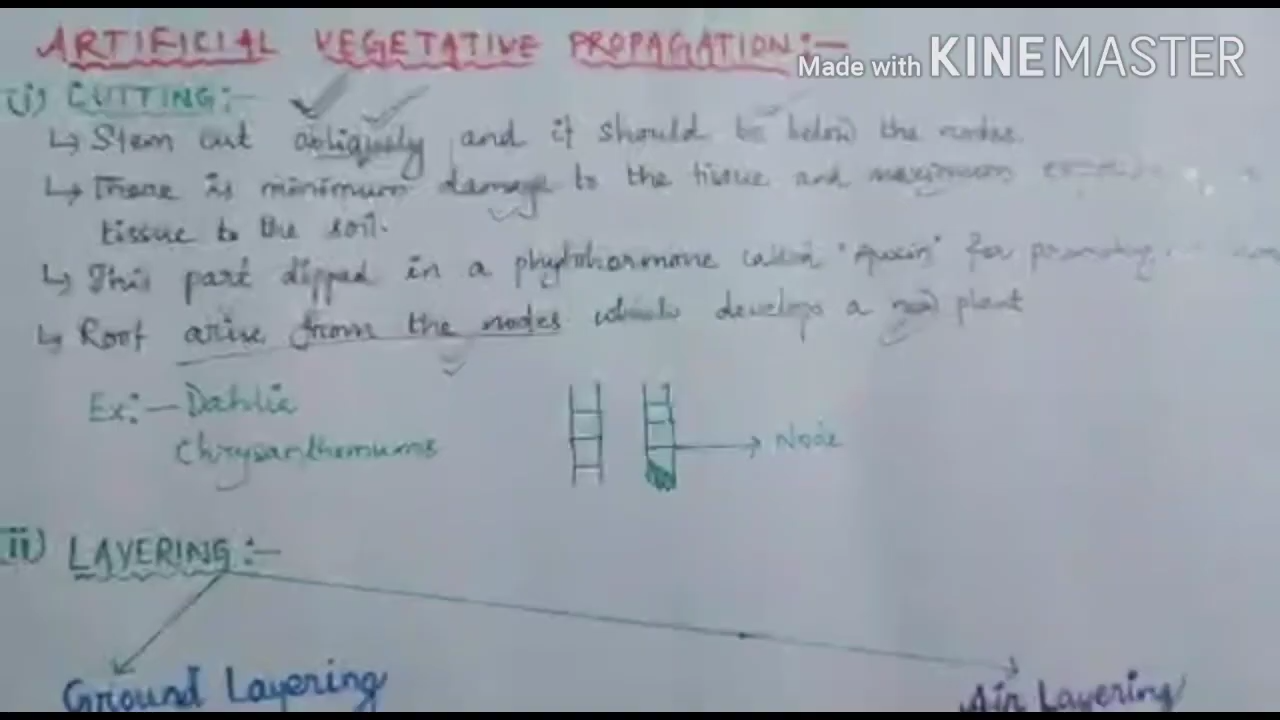 ARTIFICIAL VEGETATIVE PROPAGATION:—
Made with KINEMASTER
(i) CUTTING:—
↳ Stem cut obliquely and it should be below the nodes.
↳ There is minimum damage to the tissue and maximum
tissue to the soil.
↳ This part dipped in a phytohormone called "Auxin" for promoting
↳ Root arise from the nodes which develops a new plant
Ex:— Dahlia
Chrysanthemums
Node
ii) LAYERING:—
Ground Layering
Air Layering